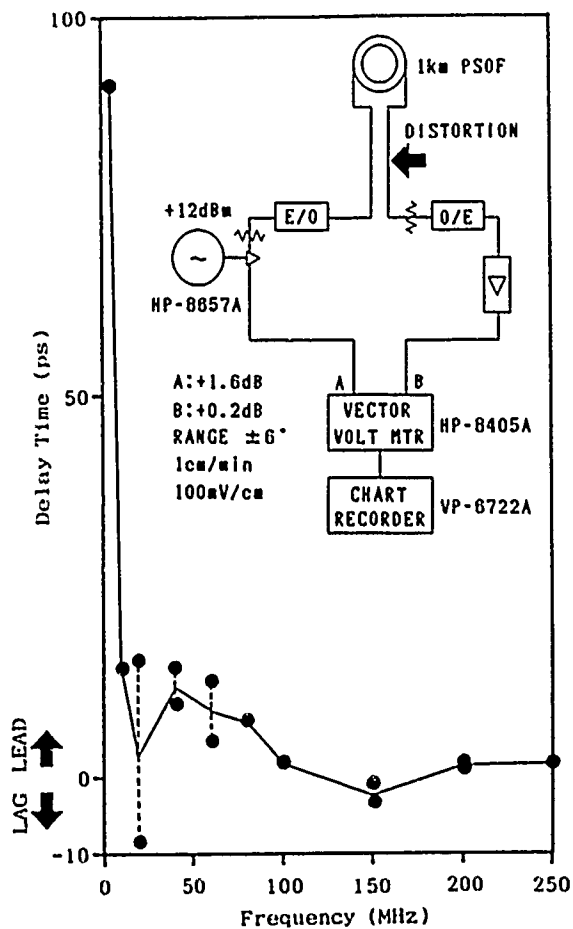 100
1km PSOF
DISTORTION
+12dBm
E/O
O/E
~
HP-8657A
A:+1.6dB
B:+0.2dB
RANGE ±6°
1cm/min
100mV/cm
A
B
VECTOR
VOLT MTR
HP-8405A
CHART
RECORDER
VP-6722A
Delay Time (ps)
50
LAG LEAD
0
-10
0
50
100
150
200
250
Frequency (MHz)